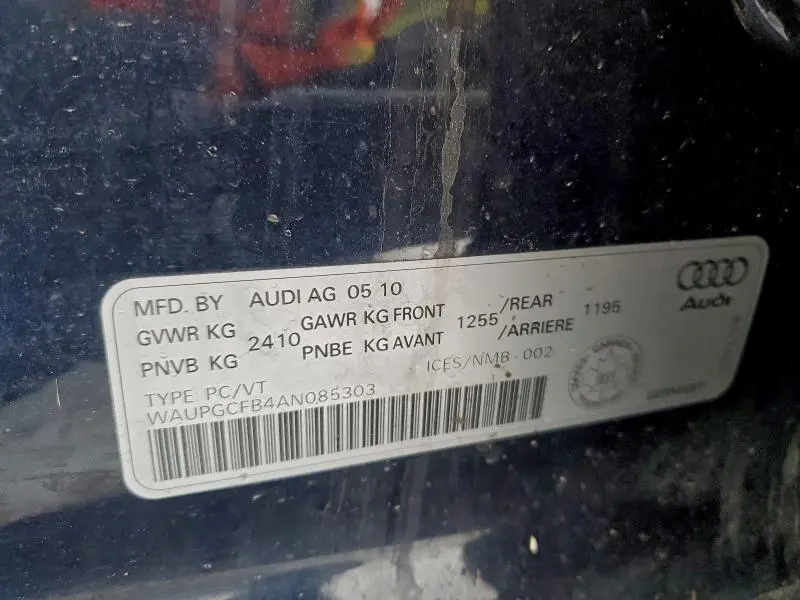 MFD. BY AUDI AG 05 10
GVWR KG 2410 GAWR KG FRONT 1255 /REAR 1195
PNVB KG PNBE KG AVANT /ARRIERE
TYPE: PC/VT ICES/NMB-002
WAUPGCFB4AN085303
Audi